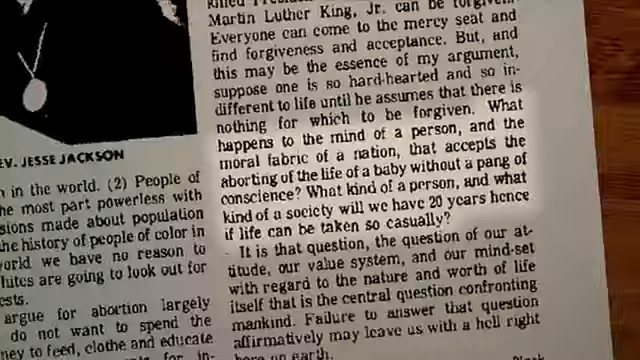 EV. JESSE JACKSON
in the world. (2) People of
he most part powerless with
sions made about population
the history of people of color in
orld we have no reason to
hites are going to look out for
ests.
argue for abortion largely
do not want to spend the
ney to feed, clothe and educate
for in-
Martin Luther King, Jr. can be forgiven.
Everyone can come to the mercy seat and
find forgiveness and acceptance. But, and
this may be the essence of my argument,
suppose one is so hard-hearted and so in-
different to life until he assumes that there is
nothing for which to be forgiven. What
happens to the mind of a person, and the
moral fabric of a nation, that accepts the
aborting of the life of a baby without a pang of
conscience? What kind of a person, and what
kind of a society will we have 20 years hence
if life can be taken so casually?
It is that question, the question of our at-
titude, our value system, and our mind-set
with regard to the nature and worth of life
itself that is the central question confronting
mankind. Failure to answer that question
affirmatively may leave us with a hell right
here on earth.